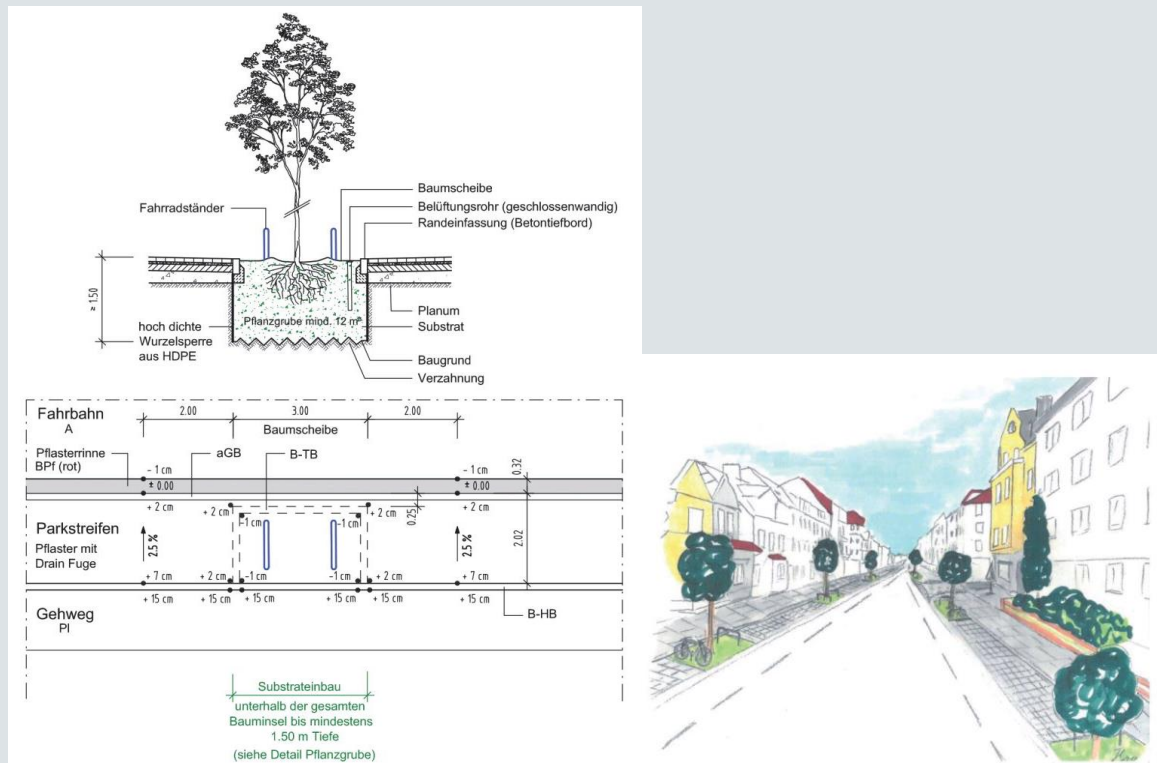 Fahrradständer
Baumscheibe
Belüftungsrohr (geschlossenwandig)
Randeinfassung (Betontiefbord)
≈ 1.50
hoch dichte
Wurzelsperre
aus HDPE
Pflanzgrube mind. 12 m³
Planum
Substrat
Baugrund
Verzahnung
Fahrbahn
A
2.00
3.00
2.00
Baumscheibe
Pflasterrinne
BPf (rot)
aGB
B-TB
- 1 cm
± 0.00
+ 2 cm
- 1 cm
± 0.00
+ 2 cm
0.32
+ 2 cm
-1 cm
-1 cm
+ 2 cm
0.25
2.02
Parkstreifen
Pflaster mit
Drain Fuge
2.5 %
2.5 %
+ 7 cm
+ 2 cm
-1 cm
-1 cm
+ 2 cm
+ 7 cm
+ 15 cm
+ 15 cm
+ 15 cm
+ 15 cm
+ 15 cm
+ 15 cm
Gehweg
Pl
B-HB
Substrateinbau
unterhalb der gesamten
Bauminsel bis mindestens
1.50 m Tiefe
(siehe Detail Pflanzgrube)